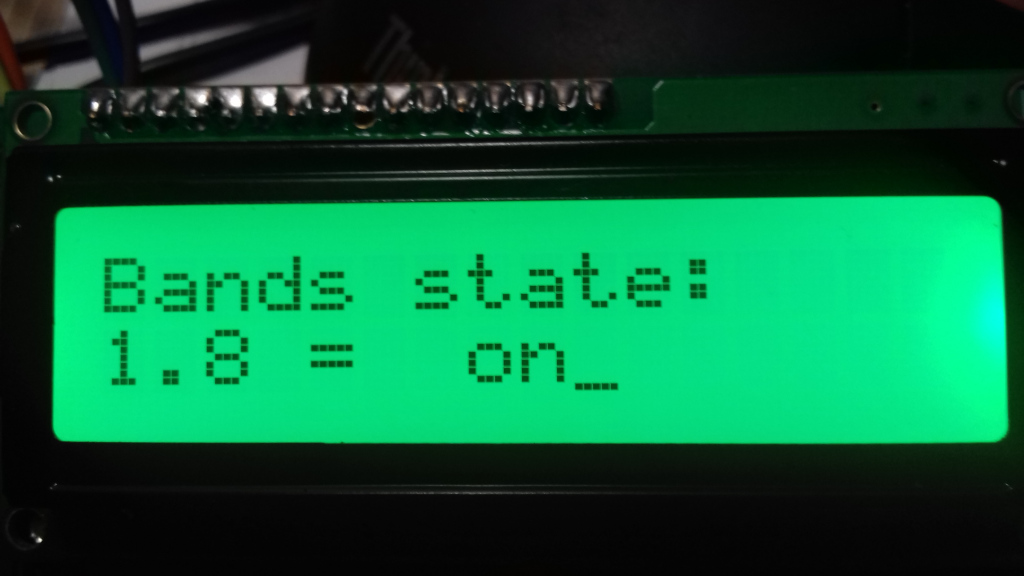 Bands state:
1.8 =  on_